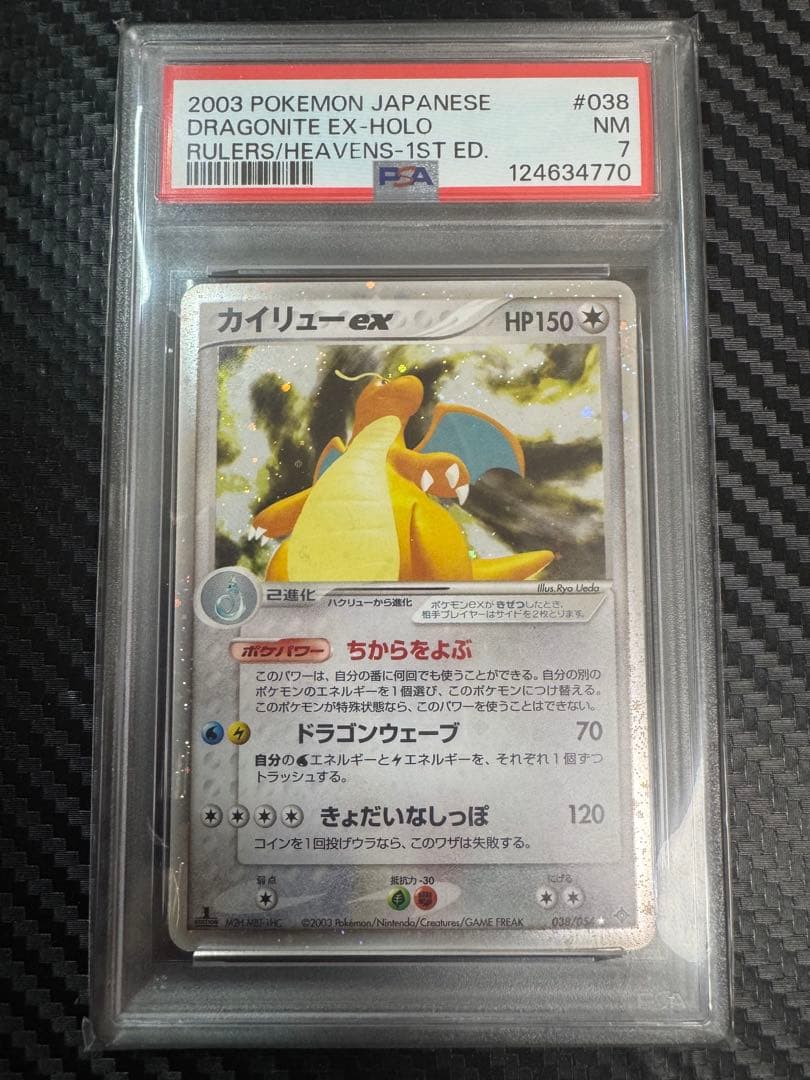 2003 POKEMON JAPANESE #038
DRAGONITE EX-HOLO NM
RULERS/HEAVENS-1ST ED. 7
PSA 124634770
カイリューex HP150
Illus.Ryo Ueda
2進化 ハクリューから進化
ポケモンexがきぜつしたとき、
相手プレイヤーはサイドを2枚とります。
ポケパワー ちからをよぶ
このパワーは、自分の番に何回でも使うことができる。自分の別の
ポケモンのエネルギーを1個選び、このポケモンにつけ替える。
このポケモンが特殊状態なら、このパワーを使うことはできない。
ドラゴンウェーブ 70
自分のエネルギーとエネルギーを、それぞれ1個ずつ
トラッシュする。
きょだいなしっぽ 120
コインを1回投げウラなら、このワザは失敗する。
弱点 抵抗力 -30 にげる
1 EDITION ©2003 Pokémon/Nintendo/Creatures/GAME FREAK 038/054